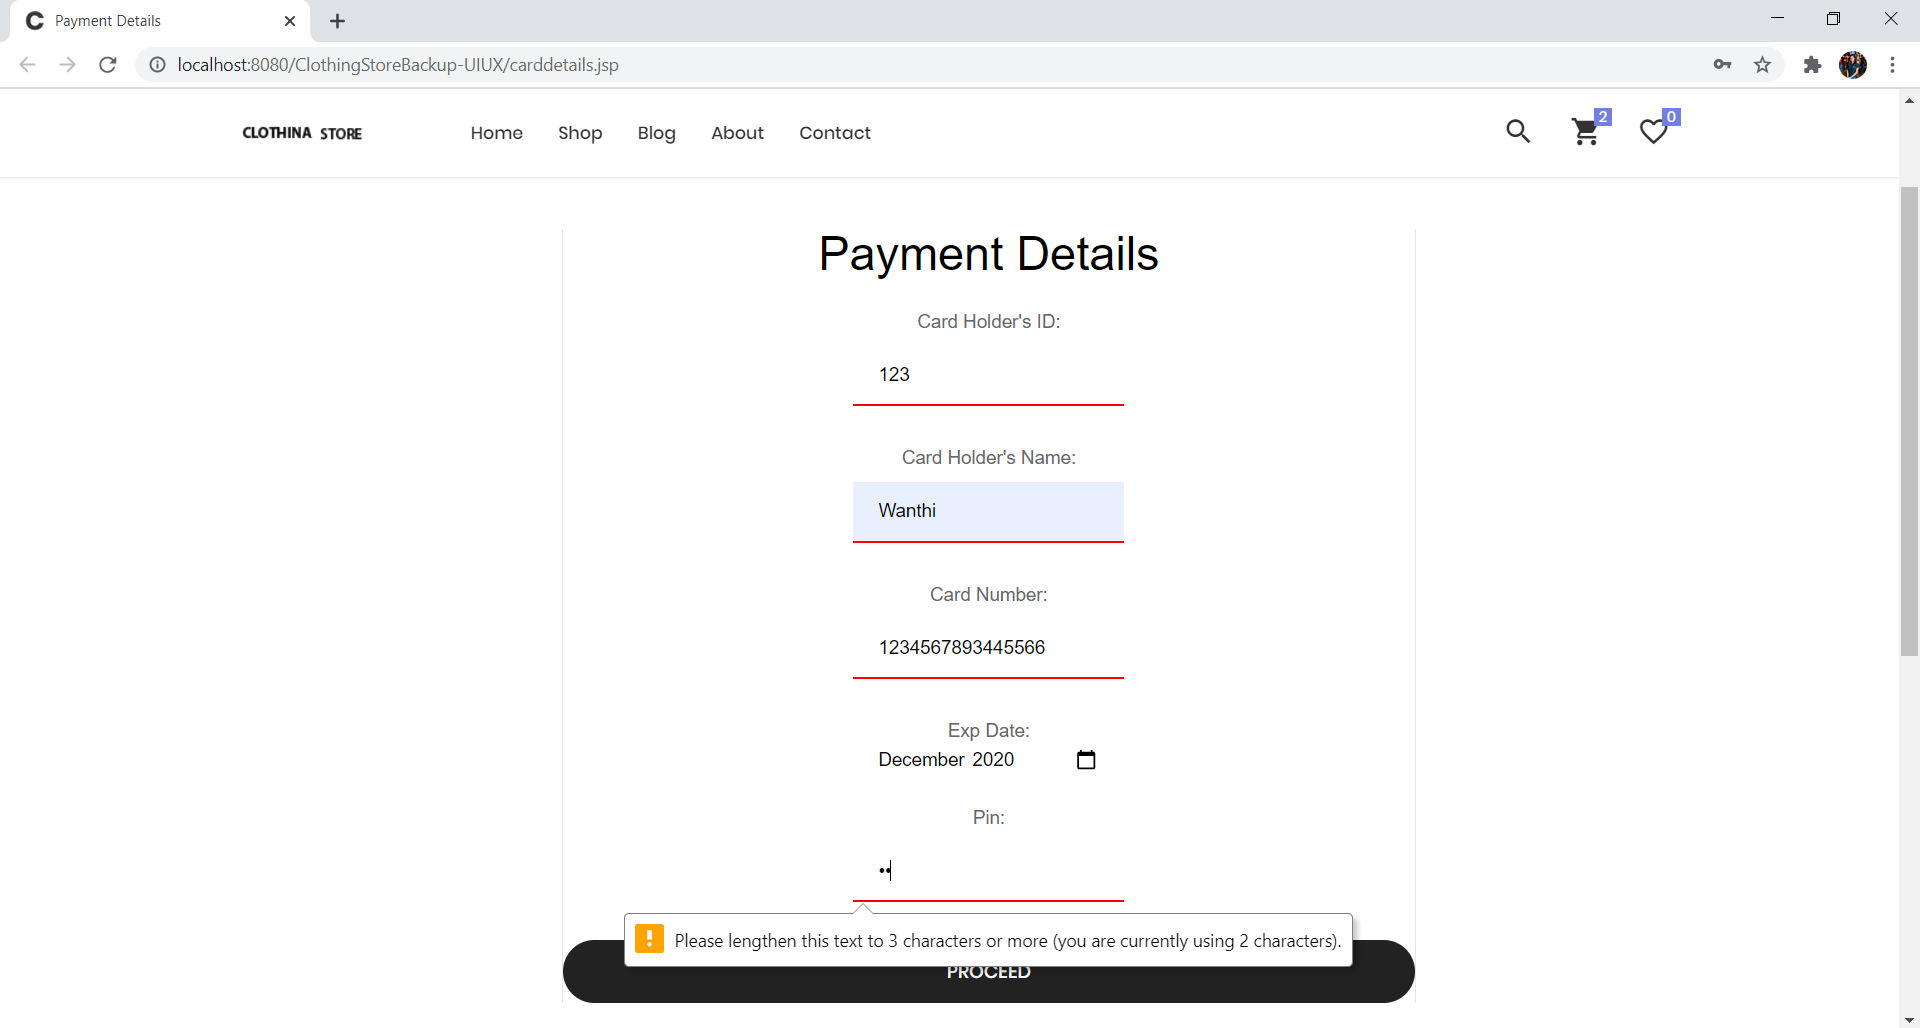 Payment Details
localhost:8080/ClothingStoreBackup-UIUX/carddetails.jsp
CLOTHINA STORE Home Shop Blog About Contact 2 0
Payment Details
Card Holder's ID:
123
Card Holder's Name:
Wanthi
Card Number:
1234567893445566
Exp Date:
December 2020
Pin:
••
Please lengthen this text to 3 characters or more (you are currently using 2 characters).
PROCEED